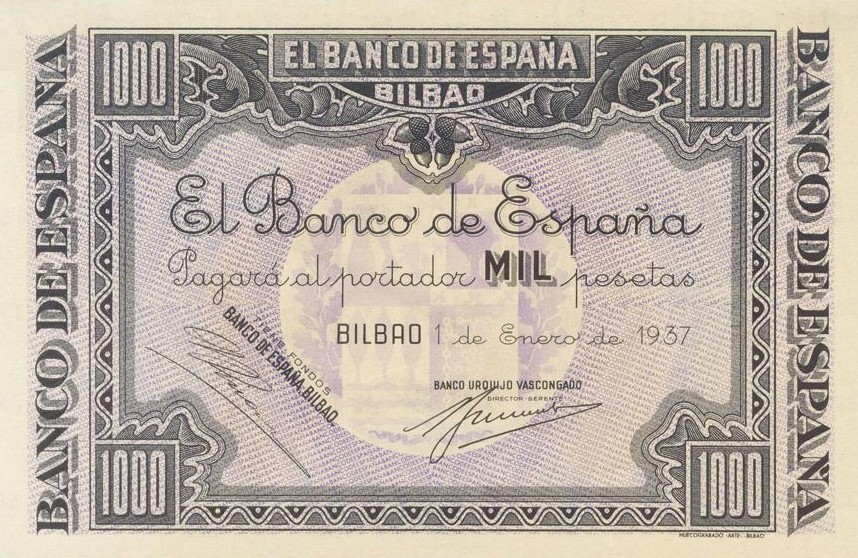 1000
EL BANCO DE ESPAÑA
1000
BILBAO
BANCO DE ESPAÑA
BANCO DE ESPAÑA
El Banco de España
Pagará al portador MIL pesetas
BILBAO 1 de Enero de 1937
TIENE FONDOS
BANCO DE ESPAÑA.BILBAO.
BANCO URQUIJO VASCONGADO
DIRECTOR-GERENTE
1000
1000
HUECOGRABADO -ARTE- BILBAO